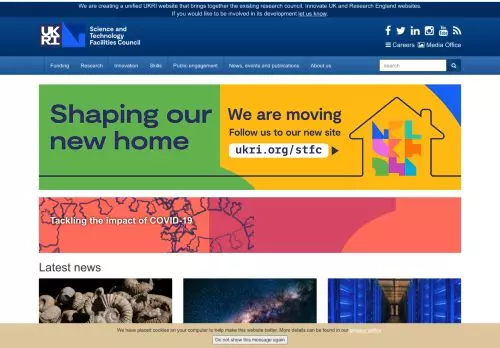 We are creating a unified UKRI website that brings together the existing research council, Innovate UK and Research England websites.
If you would like to be involved in its development let us know.
UK
RI
Science and
Technology
Facilities Council
Careers Media Office
Funding Research Innovation Skills Public engagement News, events and publications About us
search
Shaping our
new home
We are moving
Follow us to our new site
ukri.org/stfc
Tackling the impact of COVID-19
Latest news
We have placed cookies on your computer to help make this website better. More details can be found in our privacy policy
Do not show this message again